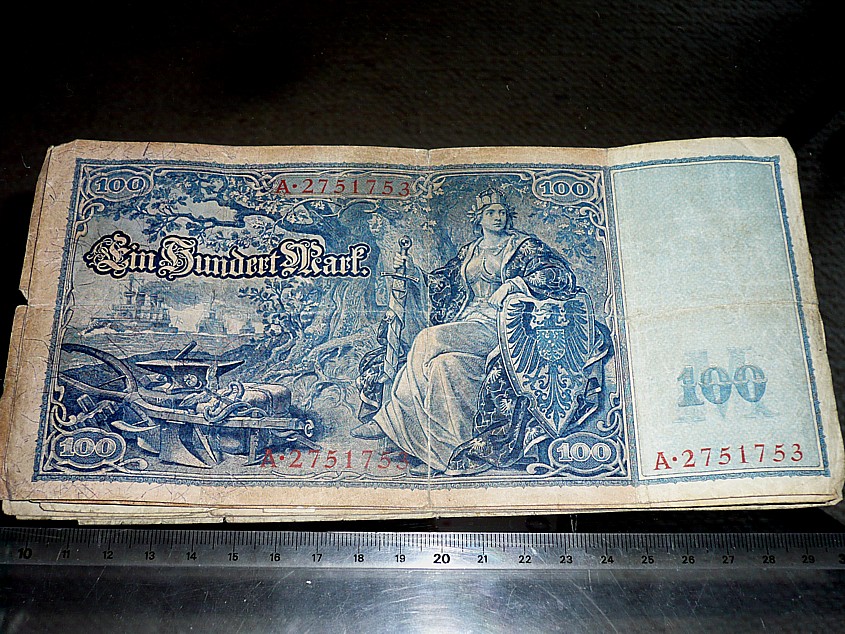 100 A•2751753 100
Ein Hundert Mark.
100
M
100 A•2751753 100 A•2751753
10 11 12 13 14 15 16 17 18 19 20 21 22 23 24 25 26 27 28 29